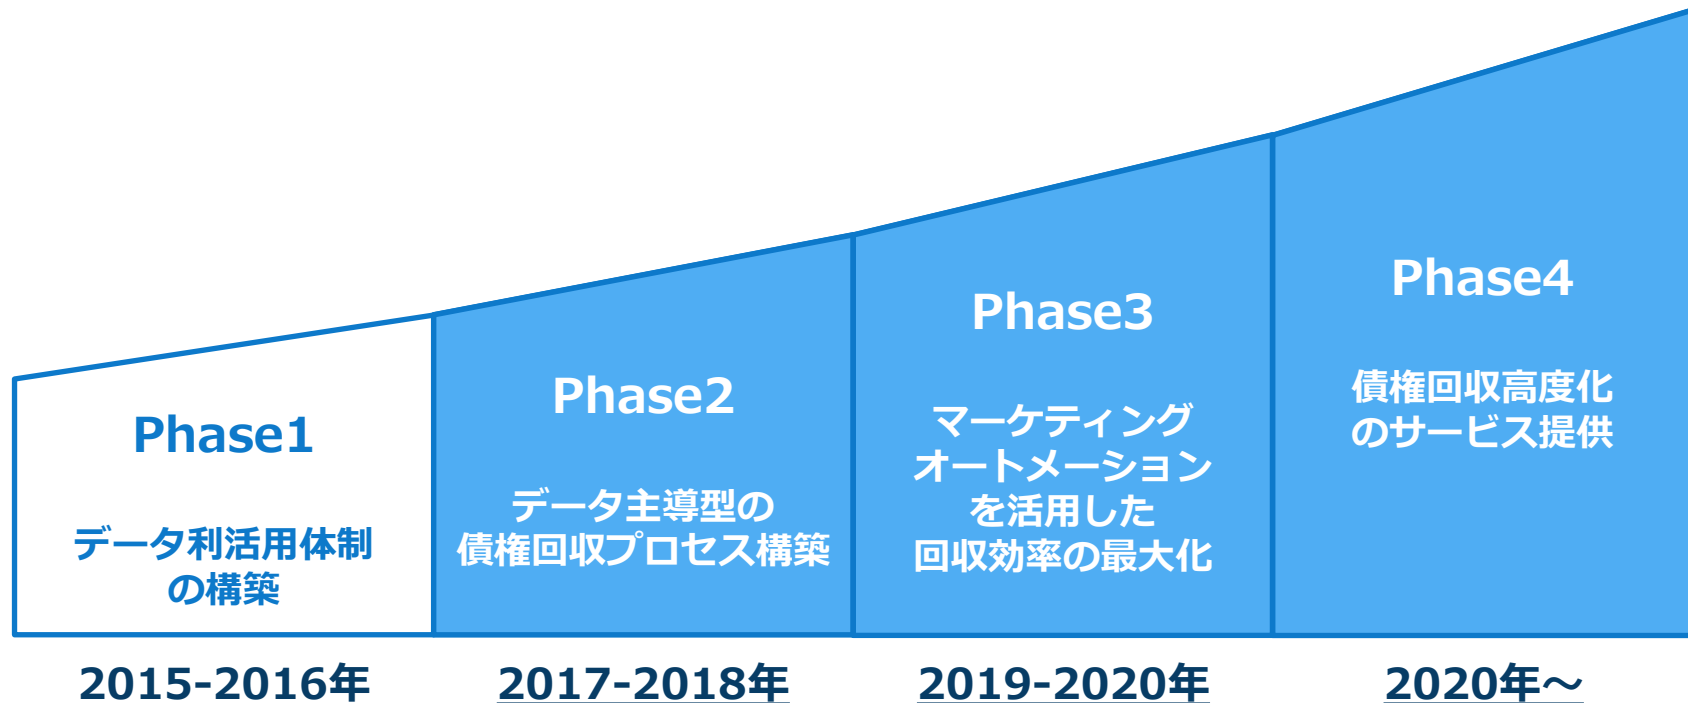 Phase1
データ利活用体制
の構築
2015-2016年
Phase2
データ主導型の
債権回収プロセス構築
2017-2018年
Phase3
マーケティング
オートメーション
を活用した
回収効率の最大化
2019-2020年
Phase4
債権回収高度化
のサービス提供
2020年～